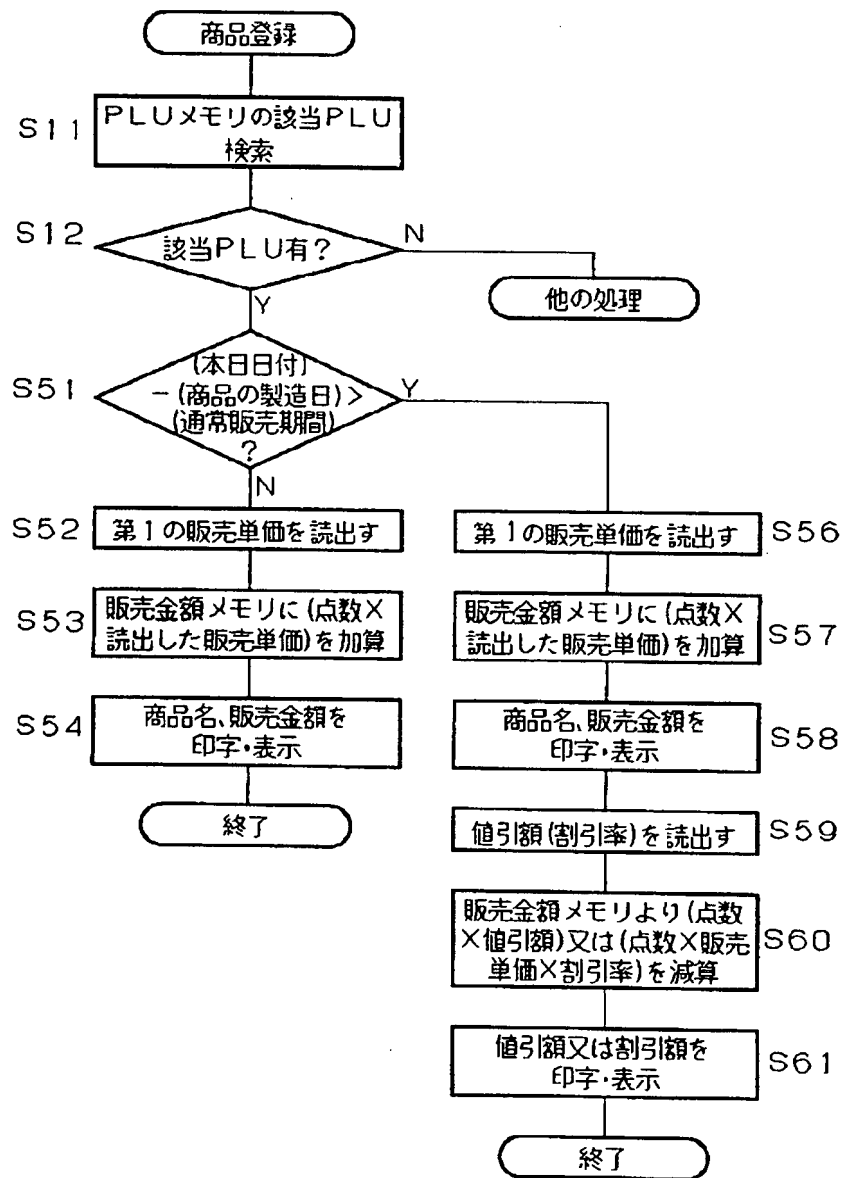 商品登録
S11
PLUメモリの該当PLU
検索
S12
該当PLU有?
N
他の処理
Y
S51
(本日日付)
-(商品の製造日)>
(通常販売期間)
?
Y
N
S52
第1の販売単価を読出す
S53
販売金額メモリに(点数×
読出した販売単価)を加算
S54
商品名、販売金額を
印字・表示
終了
第1の販売単価を読出す
S56
販売金額メモリに(点数×
読出した販売単価)を加算
S57
商品名、販売金額を
印字・表示
S58
値引額(割引率)を読出す
S59
販売金額メモリより(点数
×値引額)又は(点数×販売
単価×割引率)を減算
S60
値引額又は割引額を
印字・表示
S61
終了